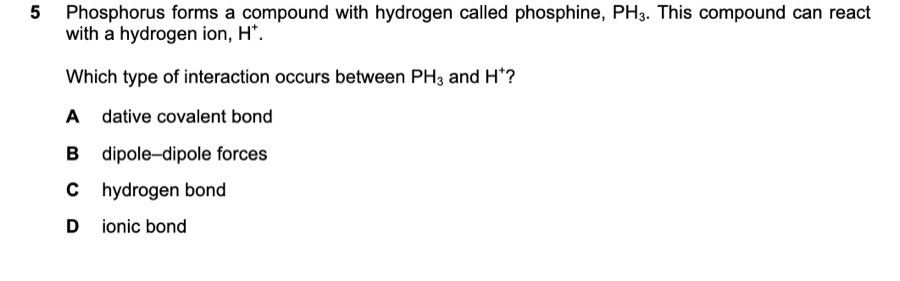 5 Phosphorus forms a compound with hydrogen called phosphine, PH₃. This compound can react
with a hydrogen ion, H⁺.
Which type of interaction occurs between PH₃ and H⁺?
A dative covalent bond
B dipole–dipole forces
C hydrogen bond
D ionic bond